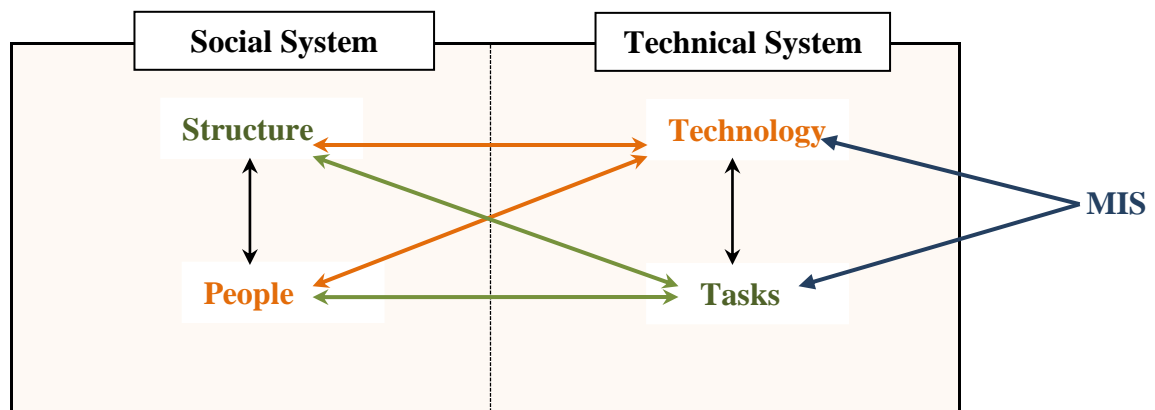 Social System
Technical System
Structure
Technology
MIS
People
Tasks